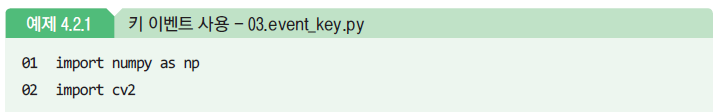 예제 4.2.1 키 이벤트 사용 – 03.event_key.py
01 import numpy as np
02 import cv2